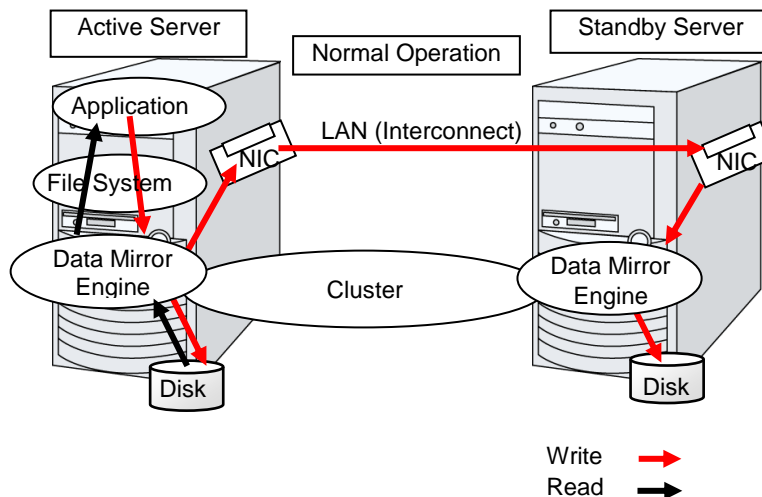 Active Server
Normal Operation
Standby Server
Application
LAN (Interconnect)
NIC
NIC
File System
Data Mirror
Engine
Cluster
Data Mirror
Engine
Disk
Disk
Write
Read